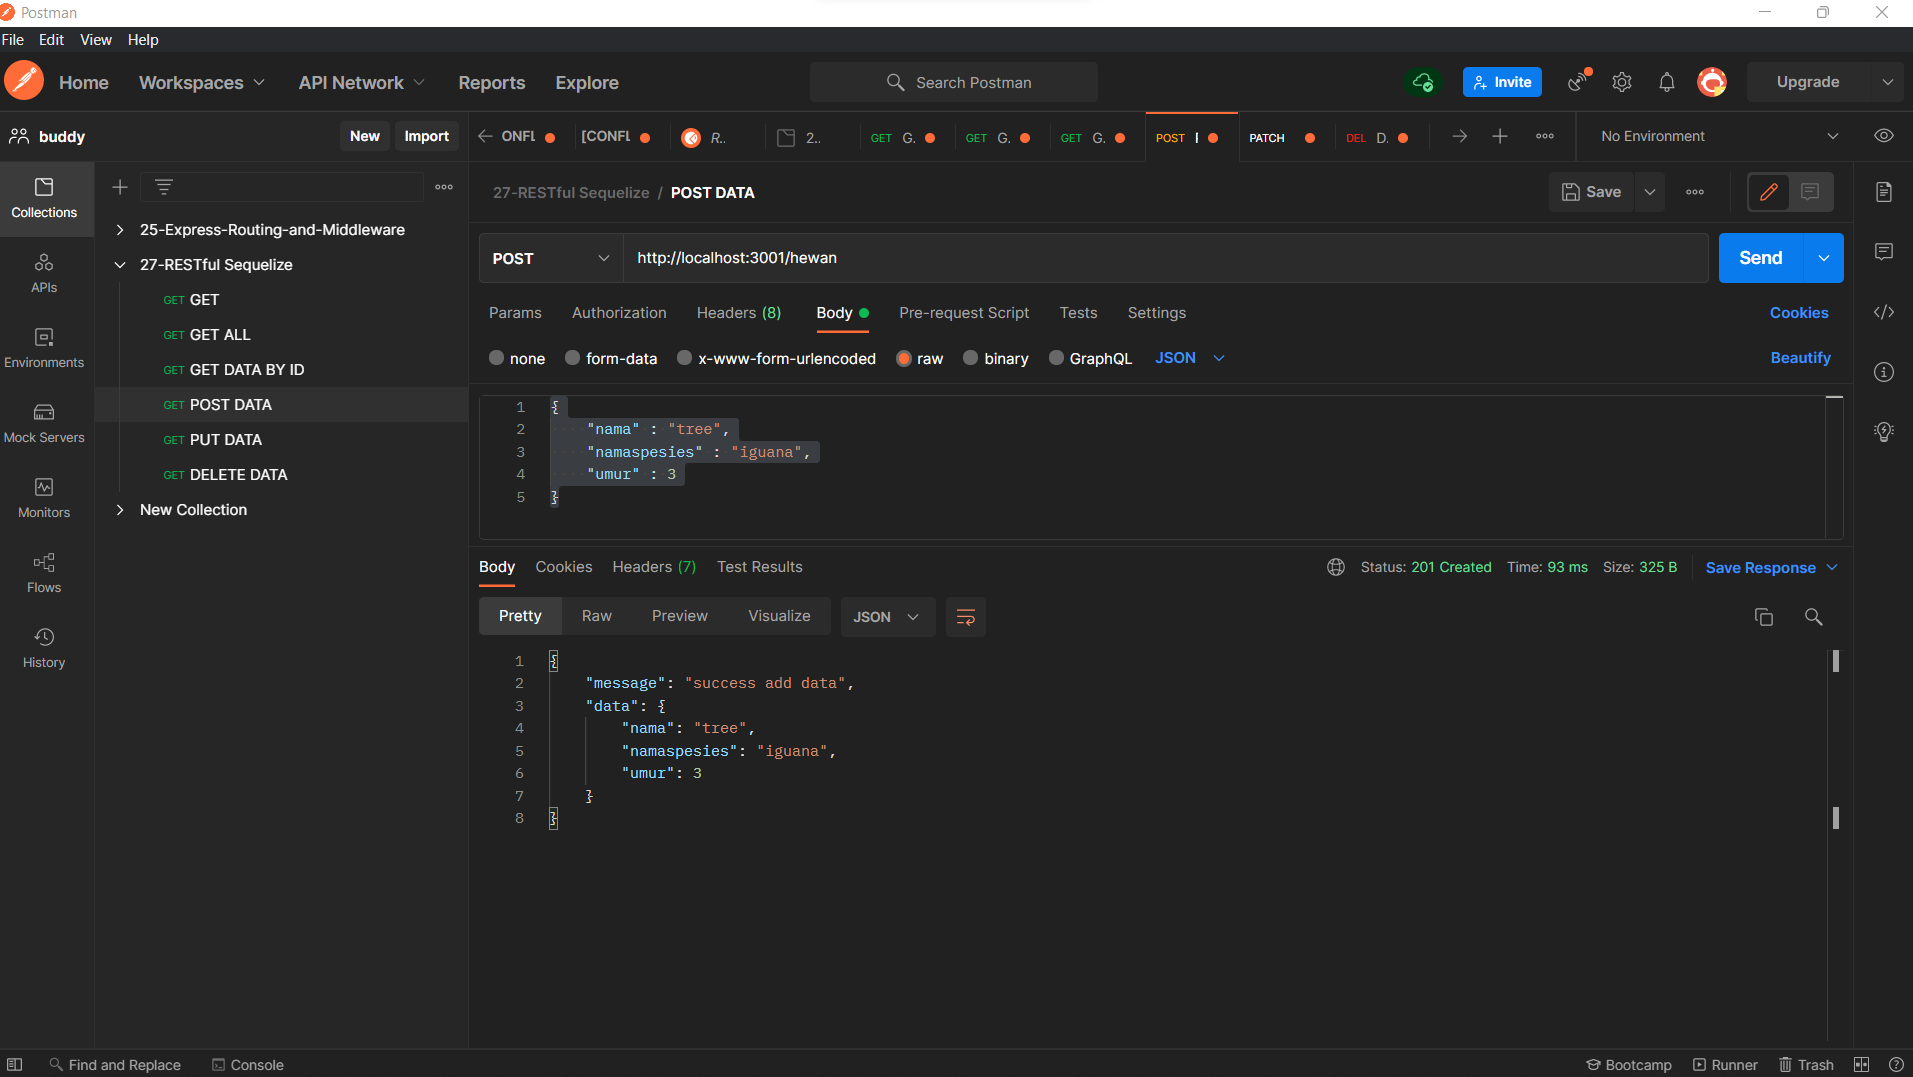 Postman
File Edit View Help
Home Workspaces API Network Reports Explore Search Postman Invite Upgrade
buddy New Import ONFL [CONFL R.. 2.. GET G. GET G. GET G. POST PATCH DEL D. No Environment
Collections
APIs
Environments
Mock Servers
Monitors
Flows
History
25-Express-Routing-and-Middleware
27-RESTful Sequelize
GET GET
GET GET ALL
GET GET DATA BY ID
GET POST DATA
GET PUT DATA
GET DELETE DATA
New Collection
27-RESTful Sequelize / POST DATA Save
POST http://localhost:3001/hewan Send
Params Authorization Headers (8) Body Pre-request Script Tests Settings Cookies
none form-data x-www-form-urlencoded raw binary GraphQL JSON Beautify
1 {
2 "nama" : "tree",
3 "namaspesies" : "iguana",
4 "umur" : 3
5 }
Body Cookies Headers (7) Test Results Status: 201 Created Time: 93 ms Size: 325 B Save Response
Pretty Raw Preview Visualize JSON
1 {
2 "message": "success add data",
3 "data": {
4 "nama": "tree",
5 "namaspesies": "iguana",
6 "umur": 3
7 }
8 }
Find and Replace Console Bootcamp Runner Trash